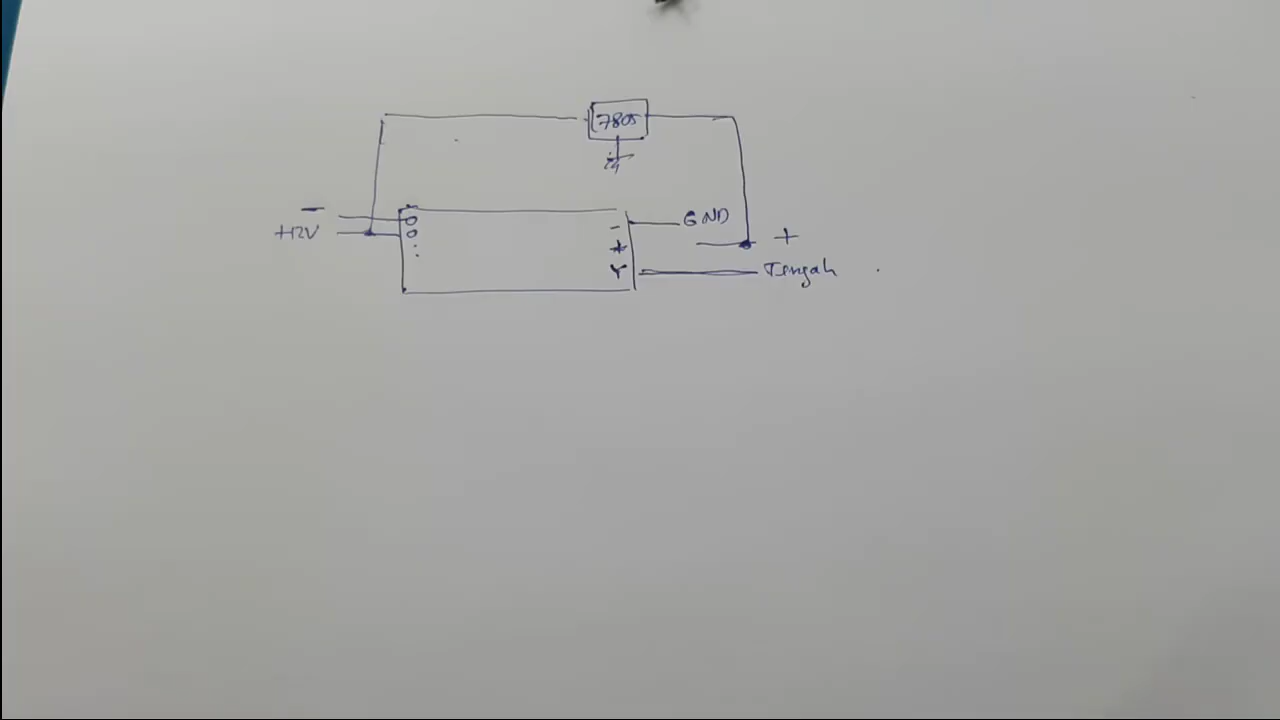 7805
−
GND
+12V
−
+
+
Y
Tengah